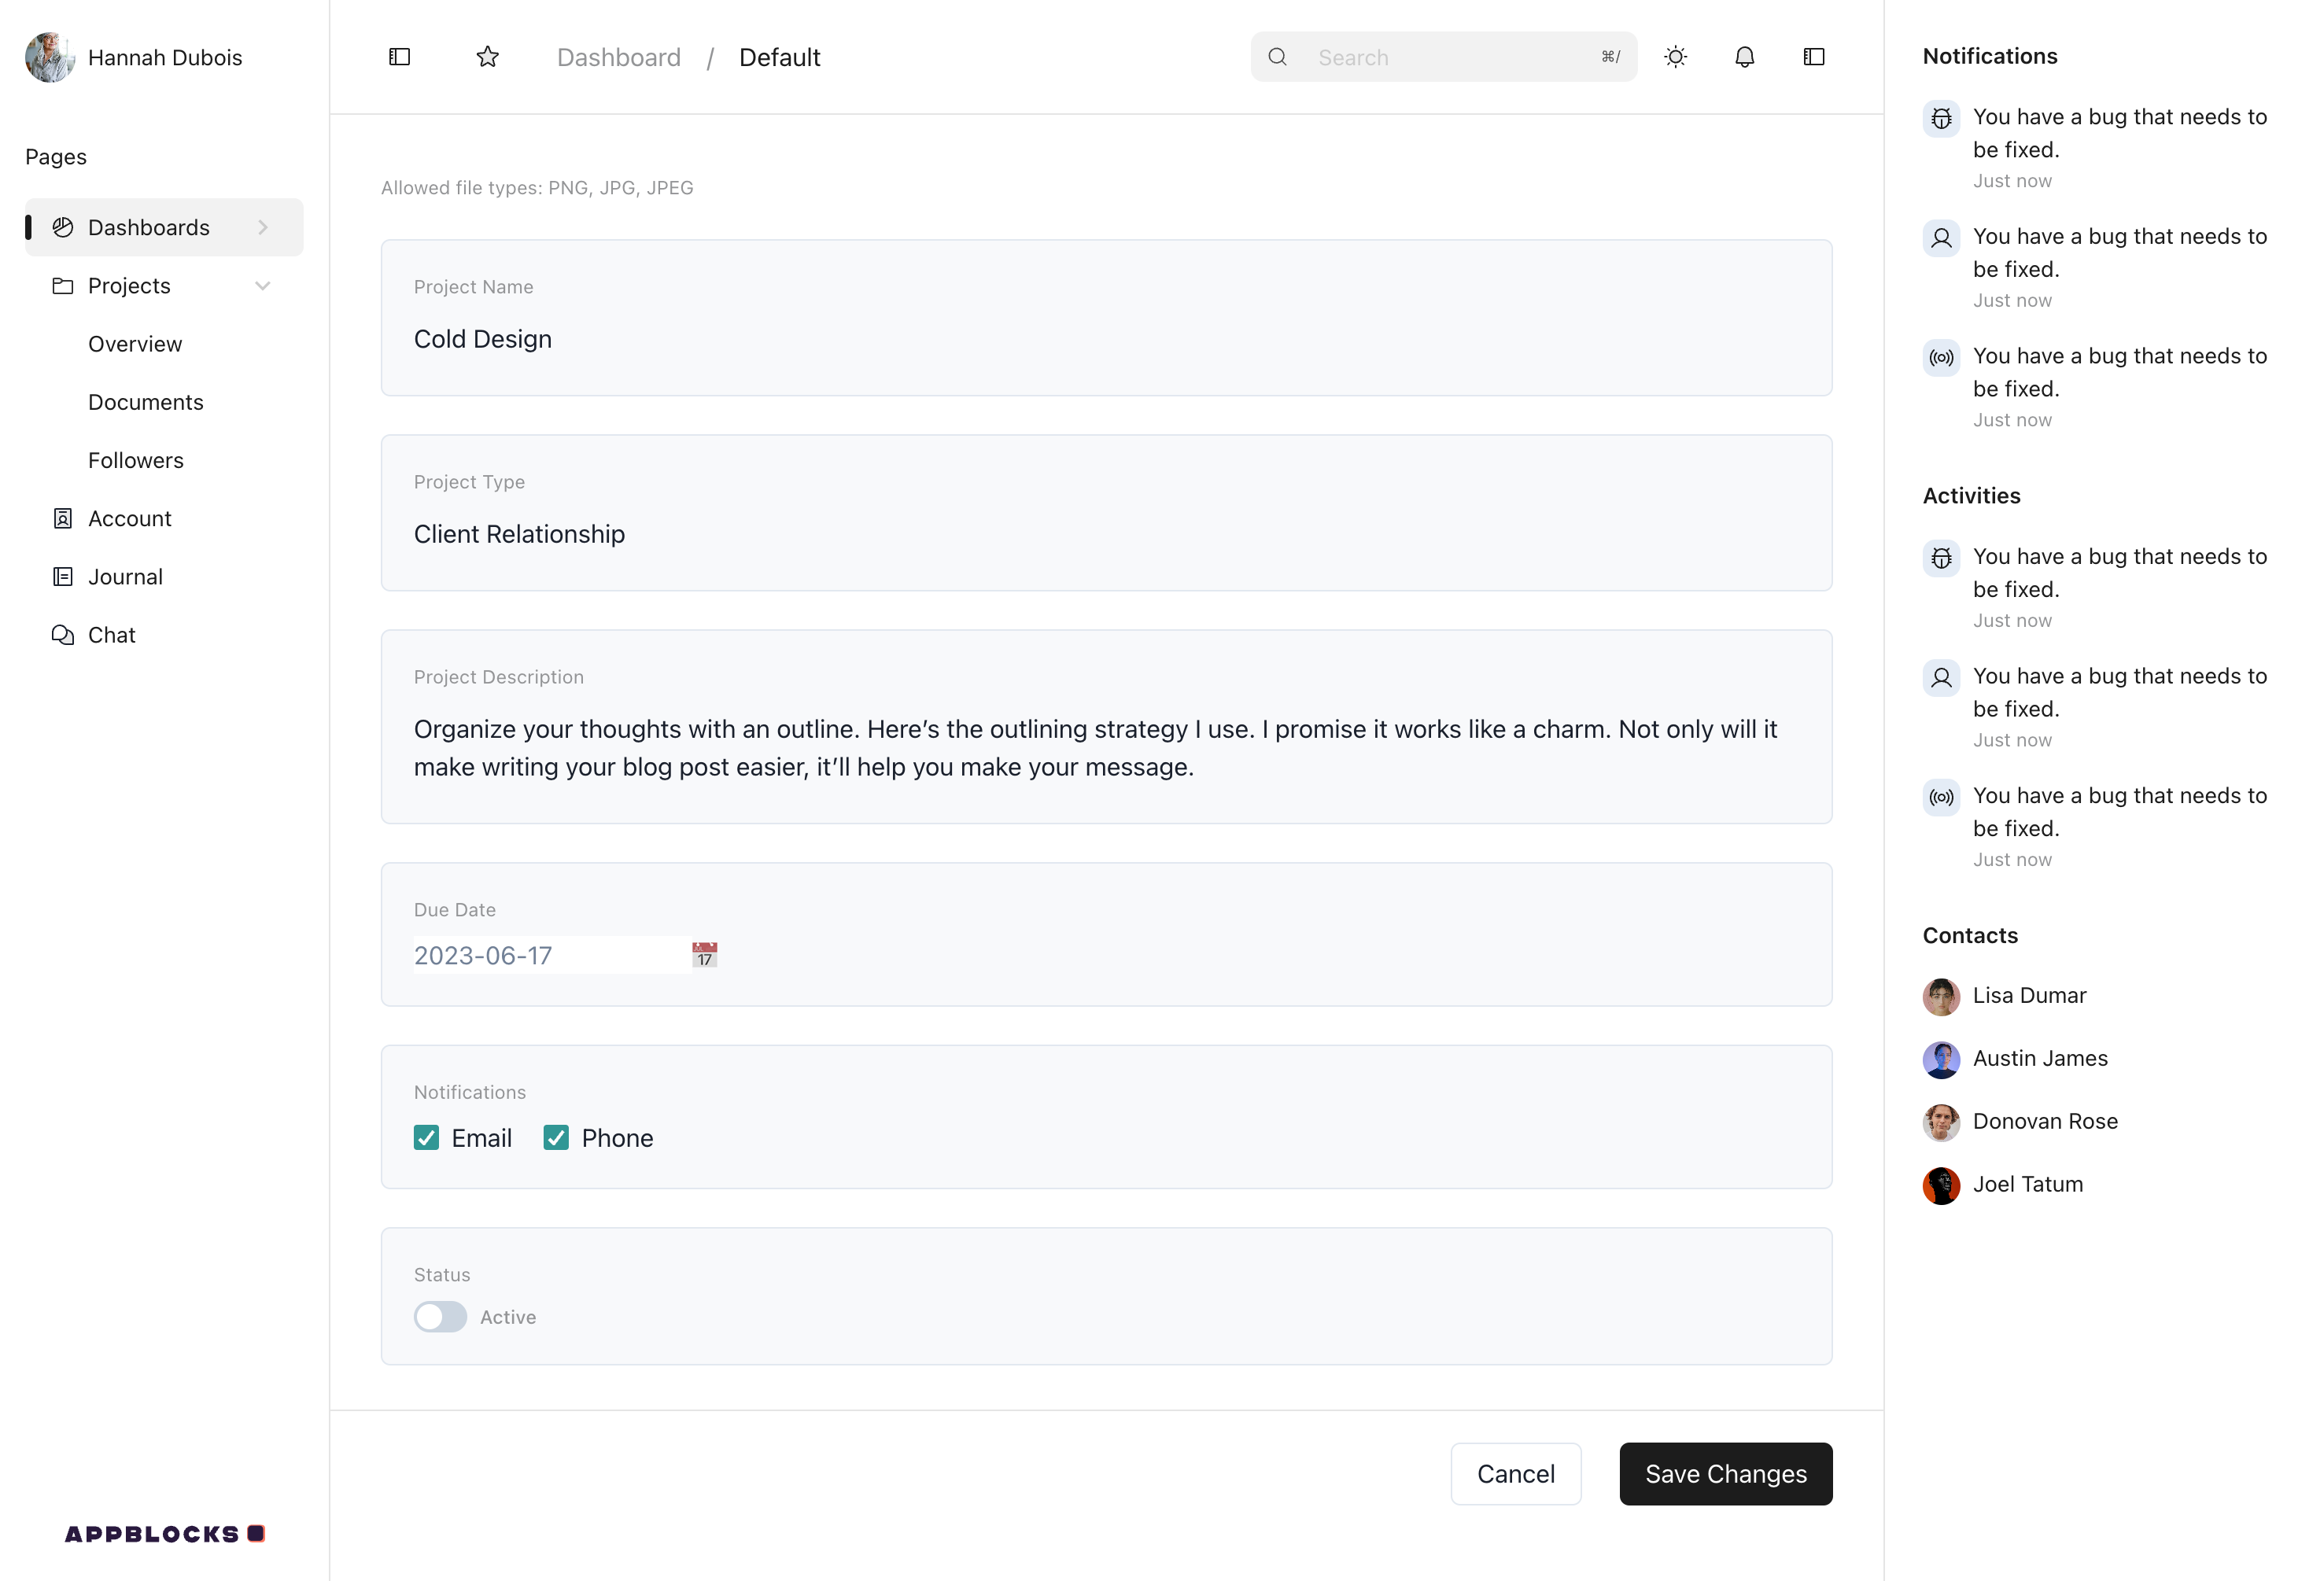 Hannah Dubois
Pages
Dashboards
Projects
Overview
Documents
Followers
Account
Journal
Chat
APPBLOCKS
Dashboard / Default
Search
⌘/
Allowed file types: PNG, JPG, JPEG
Project Name
Cold Design
Project Type
Client Relationship
Project Description
Organize your thoughts with an outline. Here’s the outlining strategy I use. I promise it works like a charm. Not only will it
make writing your blog post easier, it’ll help you make your message.
Due Date
2023-06-17
17
Notifications
Email
Phone
Status
Active
Cancel
Save Changes
Notifications
You have a bug that needs to
be fixed.
Just now
You have a bug that needs to
be fixed.
Just now
You have a bug that needs to
be fixed.
Just now
Activities
You have a bug that needs to
be fixed.
Just now
You have a bug that needs to
be fixed.
Just now
You have a bug that needs to
be fixed.
Just now
Contacts
Lisa Dumar
Austin James
Donovan Rose
Joel Tatum